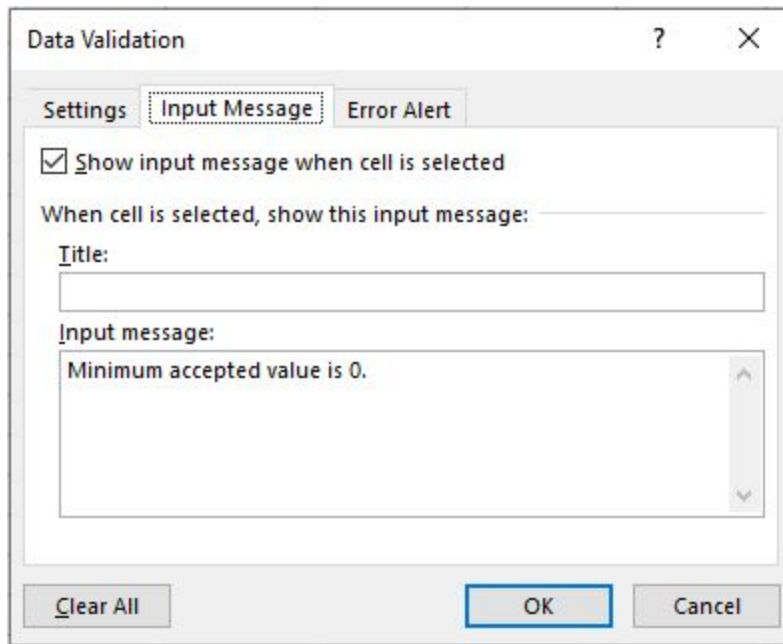 Data Validation ?
Settings Input Message Error Alert
Show input message when cell is selected
When cell is selected, show this input message:
Title:
Input message:
Minimum accepted value is 0.
Clear All OK Cancel